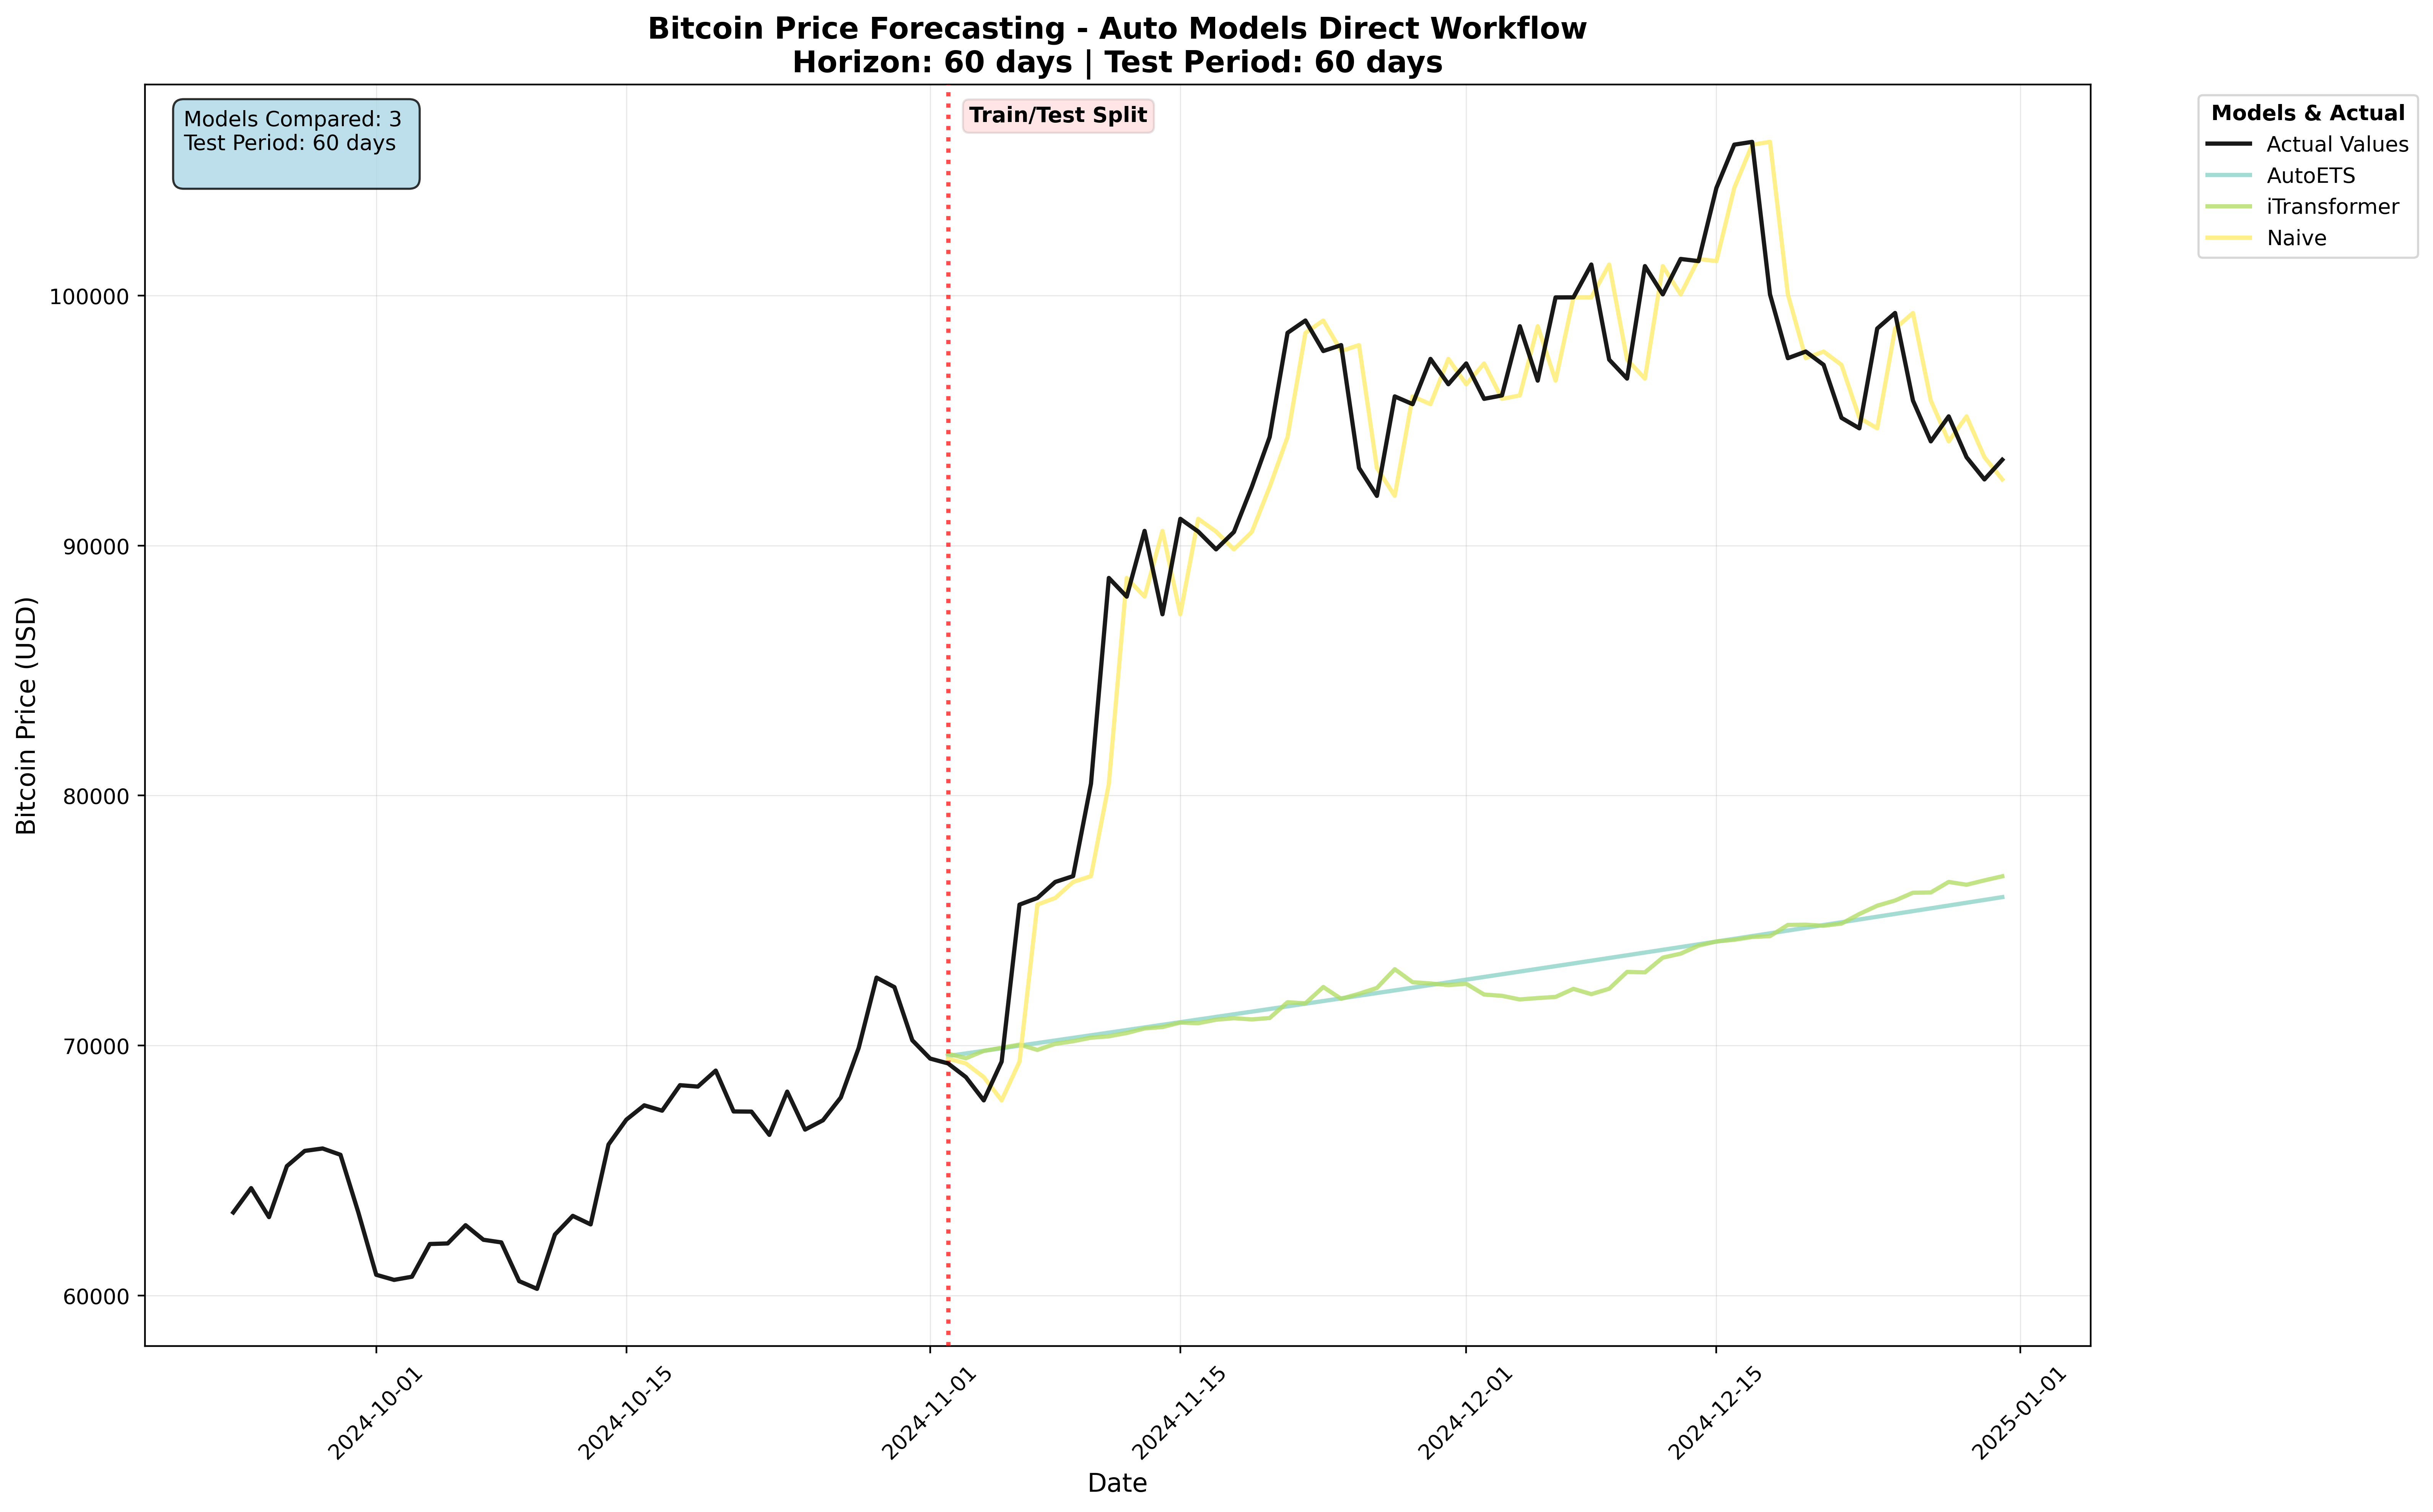 Bitcoin Price Forecasting - Auto Models Direct Workflow
Horizon: 60 days | Test Period: 60 days
Models Compared: 3
Test Period: 60 days
Train/Test Split
Models & Actual
Actual Values
AutoETS
iTransformer
Naive
Bitcoin Price (USD)
100000
90000
80000
70000
60000
2024-10-01
2024-10-15
2024-11-01
2024-11-15
2024-12-01
2024-12-15
2025-01-01
Date